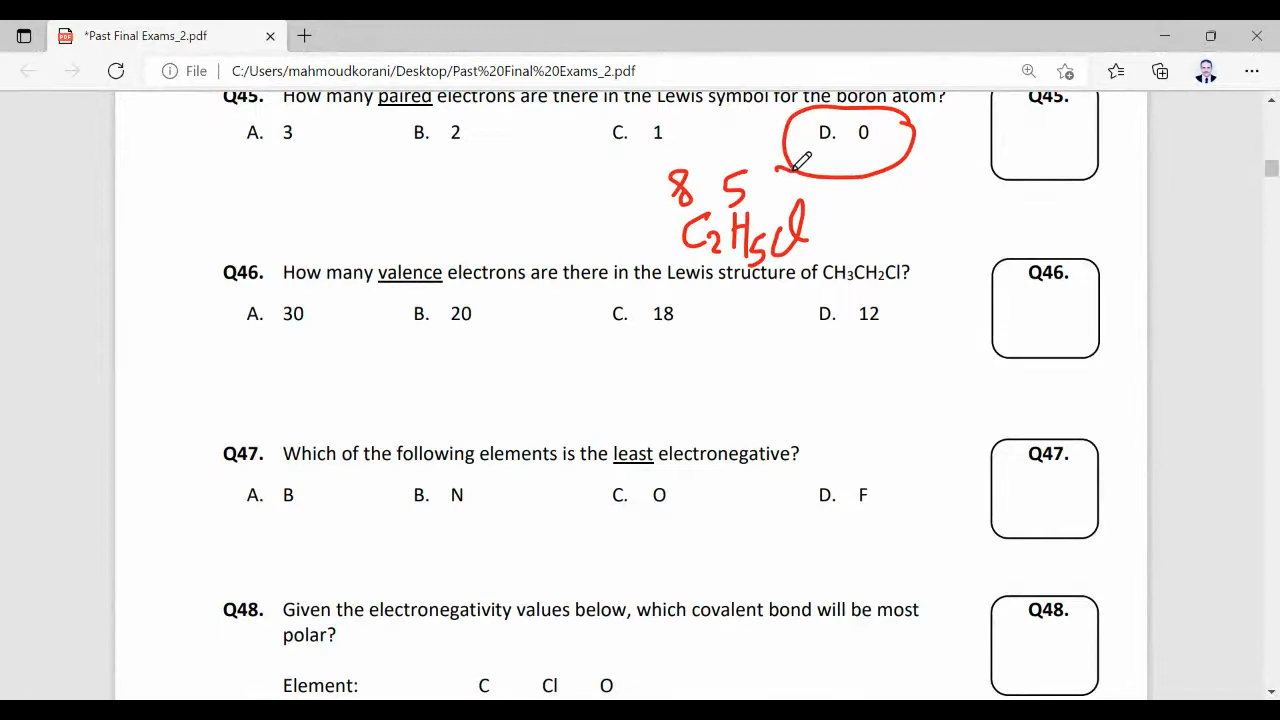 *Past Final Exams_2.pdf
File C:/Users/mahmoudkorani/Desktop/Past%20Final%20Exams_2.pdf
Q45. How many paired electrons are there in the Lewis symbol for the boron atom? Q45.
A. 3 B. 2 C. 1 D. 0
8 5
C₂H₅Cl
Q46. How many valence electrons are there in the Lewis structure of CH₃CH₂Cl? Q46.
A. 30 B. 20 C. 18 D. 12
Q47. Which of the following elements is the least electronegative? Q47.
A. B B. N C. O D. F
Q48. Given the electronegativity values below, which covalent bond will be most Q48.
polar?
Element: C Cl O